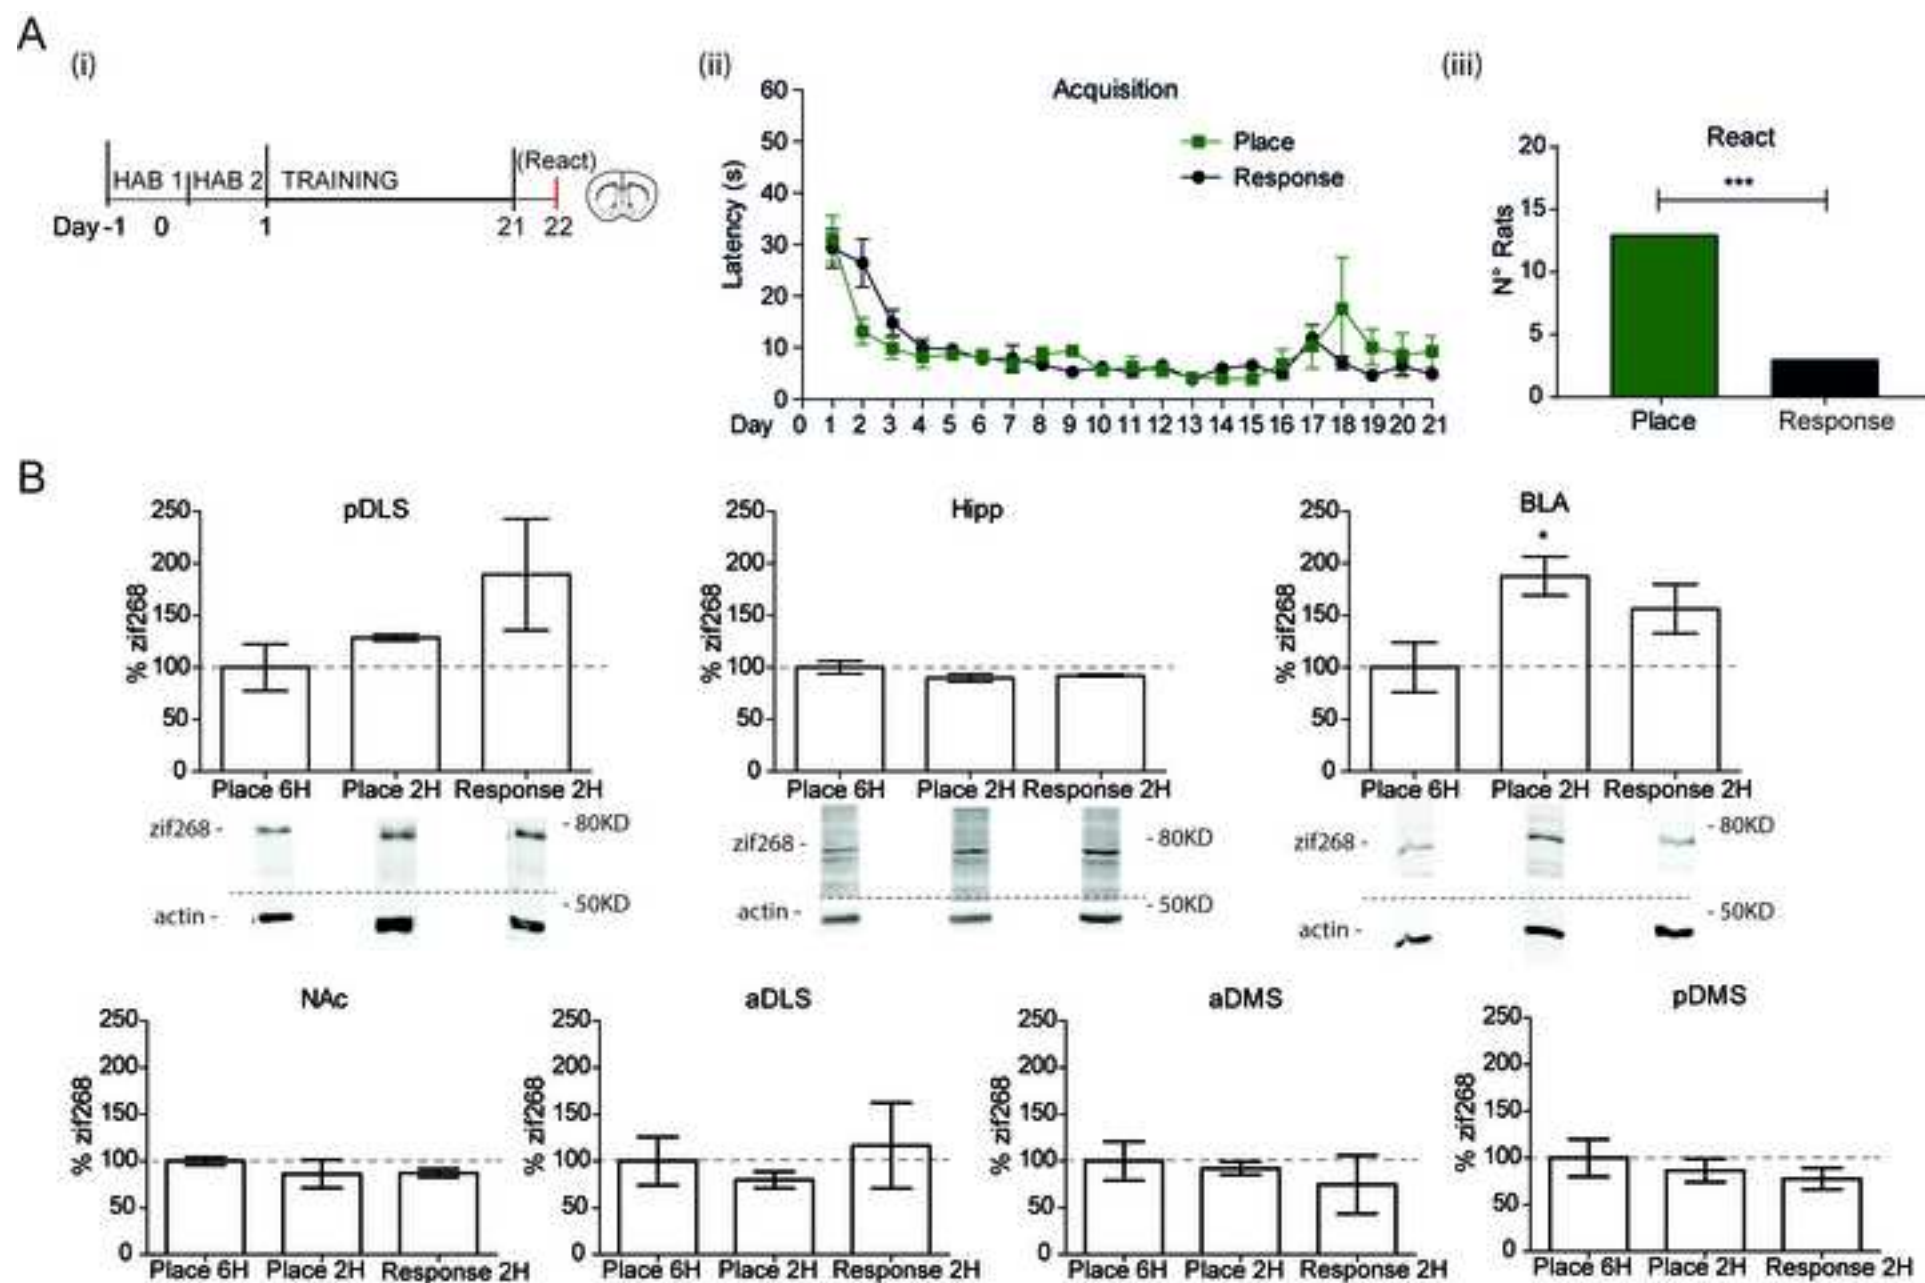 A
(i)
HAB 1 HAB 2 TRAINING (React)
Day -1 0 1 21 22
(ii)
Acquisition
Place
Response
Latency (s)
60
50
40
30
20
10
0
Day 0 1 2 3 4 5 6 7 8 9 10 11 12 13 14 15 16 17 18 19 20 21
(iii)
React
***
N° Rats
20
15
10
5
0
Place Response
B
pDLS
% zif268
250
200
150
100
50
0
Place 6H Place 2H Response 2H
zif268 - - 80KD
actin - - 50KD
Hipp
% zif268
250
200
150
100
50
0
Place 6H Place 2H Response 2H
zif268 - - 80KD
actin - - 50KD
BLA
*
% zif268
250
200
150
100
50
0
Place 6H Place 2H Response 2H
zif268 - - 80KD
actin - - 50KD
NAc
% zif268
250
200
150
100
50
0
Place 6H Place 2H Response 2H
aDLS
% zif268
250
200
150
100
50
0
Place 6H Place 2H Response 2H
aDMS
% zif268
250
200
150
100
50
0
Place 6H Place 2H Response 2H
pDMS
% zif268
250
200
150
100
50
0
Place 6H Place 2H Response 2H